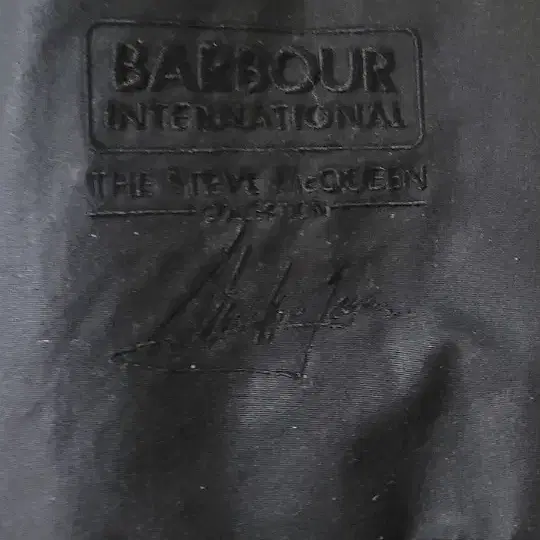 BARBOUR
INTERNATIONAL
THE STEVE McQUEEN
COLLECTION